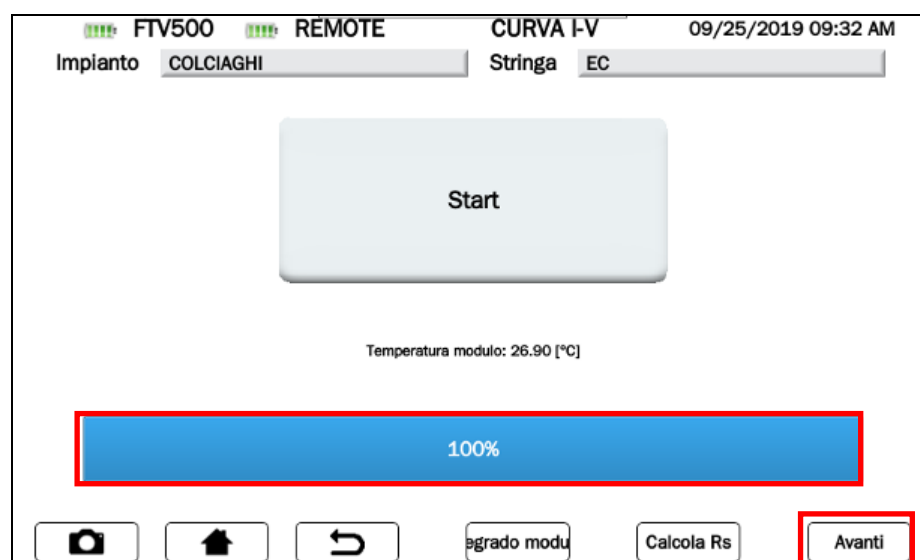 FTV500 REMOTE CURVA I-V 09/25/2019 09:32 AM
Impianto COLCIAGHI Stringa EC
Start
Temperatura modulo: 26.90 [°C]
100%
egrado modu Calcola Rs Avanti